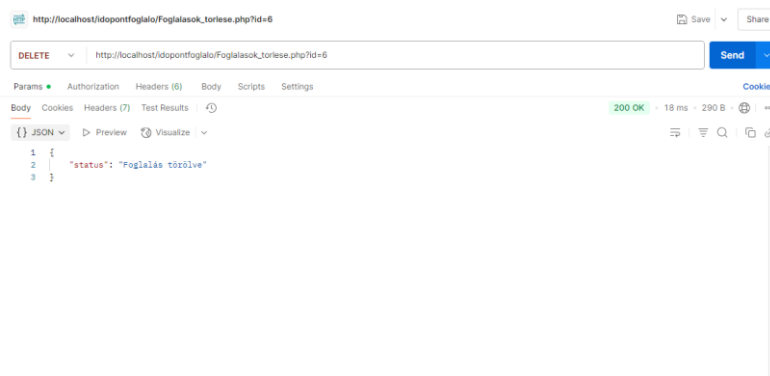 http://localhost/idopontfoglalo/Foglalasok_torlese.php?id=6 Save Share
DELETE http://localhost/idopontfoglalo/Foglalasok_torlese.php?id=6 Send
Params Authorization Headers (6) Body Scripts Settings Cookie
Body Cookies Headers (7) Test Results 200 OK 18 ms 290 B
{} JSON Preview Visualize
1 {
2 "status": "Foglalás törölve"
3 }